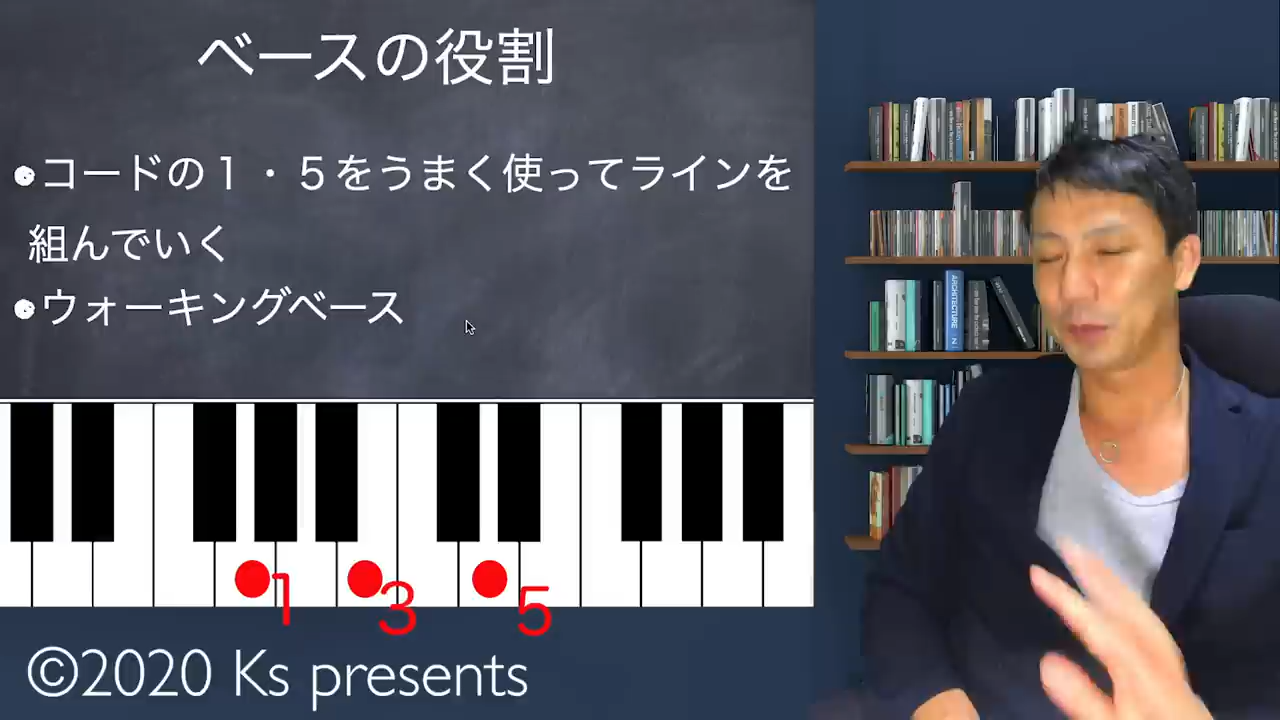 ベースの役割
●コードの１・５をうまく使ってラインを
組んでいく
●ウォーキングベース
ARCHITECTURE
1
3
5
©2020 Ks presents